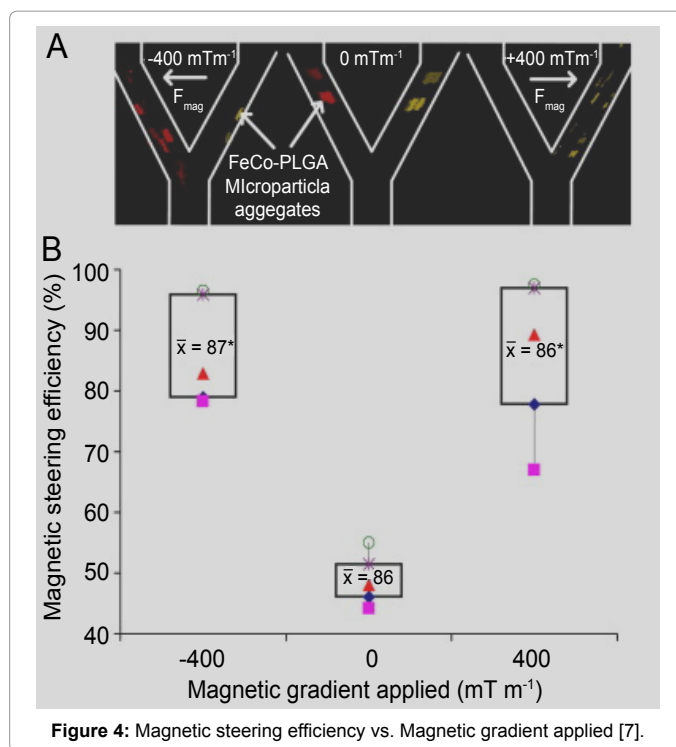 A
-400 mTm-1 0 mTm-1 +400 mTm-1
Fmag Fmag
FeCo-PLGA
MIcroparticla
aggegates
B
Magnetic steering efficiency (%)
100
90
80
70
60
50
40
x̄ = 87* x̄ = 86*
x̄ = 86
-400 0 400
Magnetic gradient applied (mT m-1)
Figure 4: Magnetic steering efficiency vs. Magnetic gradient applied [7].